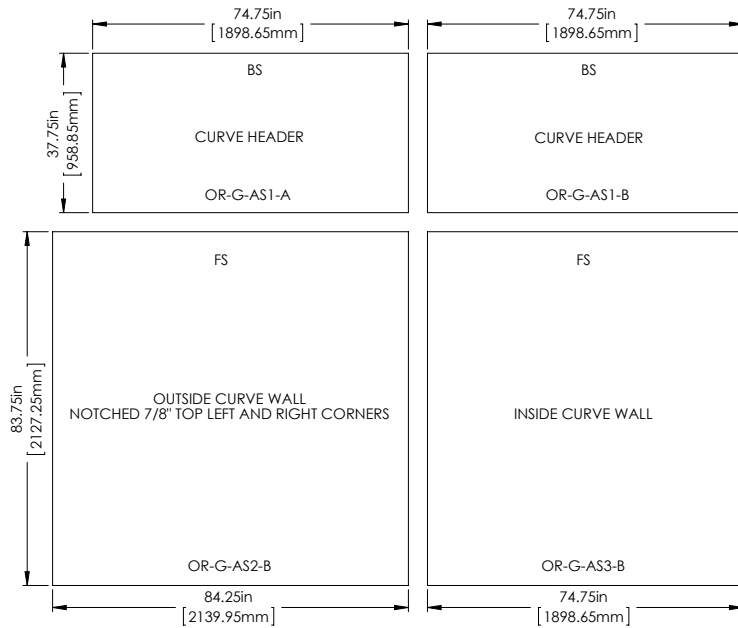 74.75in
[1898.65mm]
74.75in
[1898.65mm]
37.75in
[958.85mm]
BS
CURVE HEADER
OR-G-AS1-A
BS
CURVE HEADER
OR-G-AS1-B
83.75in
[2127.25mm]
FS
OUTSIDE CURVE WALL
NOTCHED 7/8" TOP LEFT AND RIGHT CORNERS
OR-G-AS2-B
FS
INSIDE CURVE WALL
OR-G-AS3-B
84.25in
[2139.95mm]
74.75in
[1898.65mm]